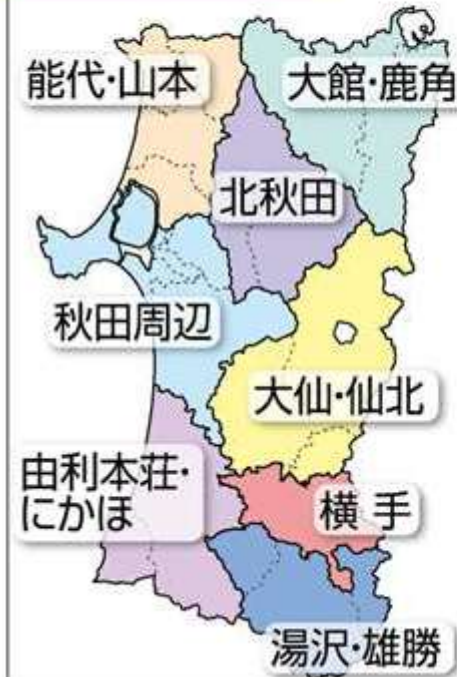 能代・山本
大館・鹿角
北秋田
秋田周辺
大仙・仙北
由利本荘・
にかほ
横手
湯沢・雄勝